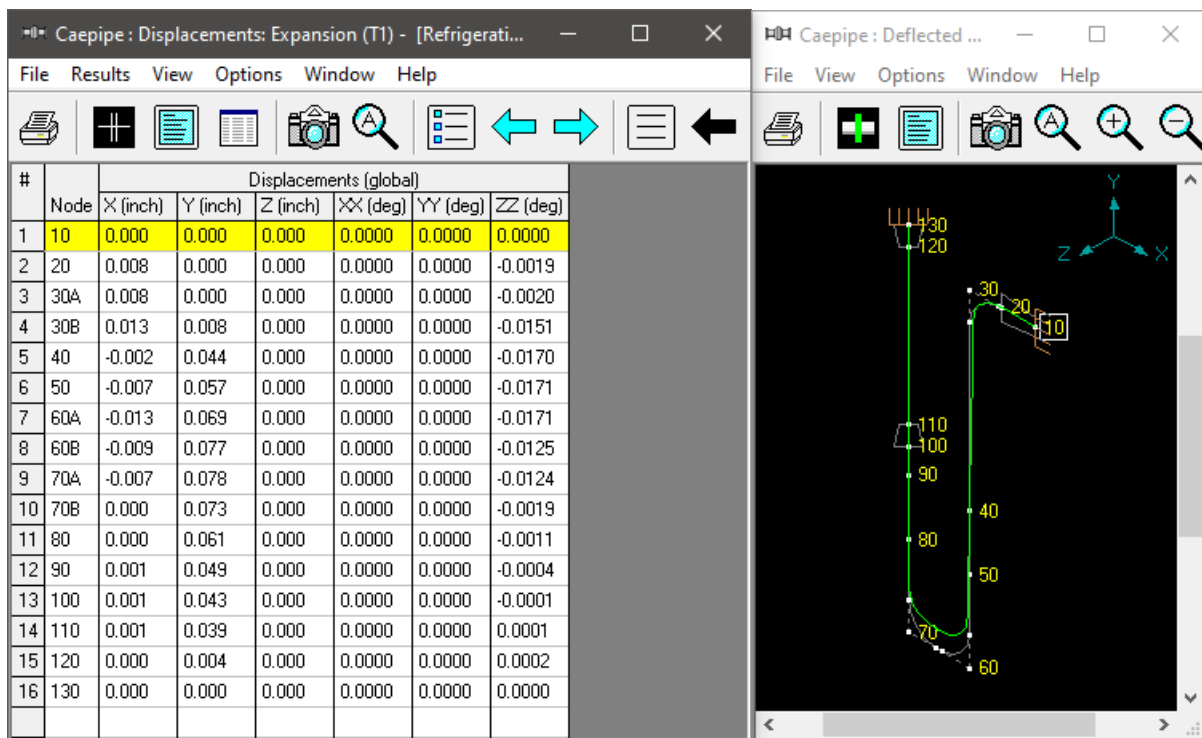 Caepipe : Displacements: Expansion (T1) - [Refrigerati...
File Results View Options Window Help
# Displacements (global)
Node X (inch) Y (inch) Z (inch) XX (deg) YY (deg) ZZ (deg)
1 10 0.000 0.000 0.000 0.0000 0.0000 0.0000
2 20 0.008 0.000 0.000 0.0000 0.0000 -0.0019
3 30A 0.008 0.000 0.000 0.0000 0.0000 -0.0020
4 30B 0.013 0.008 0.000 0.0000 0.0000 -0.0151
5 40 -0.002 0.044 0.000 0.0000 0.0000 -0.0170
6 50 -0.007 0.057 0.000 0.0000 0.0000 -0.0171
7 60A -0.013 0.069 0.000 0.0000 0.0000 -0.0171
8 60B -0.009 0.077 0.000 0.0000 0.0000 -0.0125
9 70A -0.007 0.078 0.000 0.0000 0.0000 -0.0124
10 70B 0.000 0.073 0.000 0.0000 0.0000 -0.0019
11 80 0.000 0.061 0.000 0.0000 0.0000 -0.0011
12 90 0.001 0.049 0.000 0.0000 0.0000 -0.0004
13 100 0.001 0.043 0.000 0.0000 0.0000 -0.0001
14 110 0.001 0.039 0.000 0.0000 0.0000 0.0001
15 120 0.000 0.004 0.000 0.0000 0.0000 0.0002
16 130 0.000 0.000 0.000 0.0000 0.0000 0.0000
Caepipe : Deflected ...
File View Options Window Help
Y
Z X
130
120
30
20
10
110
100
90
40
80
50
70
60